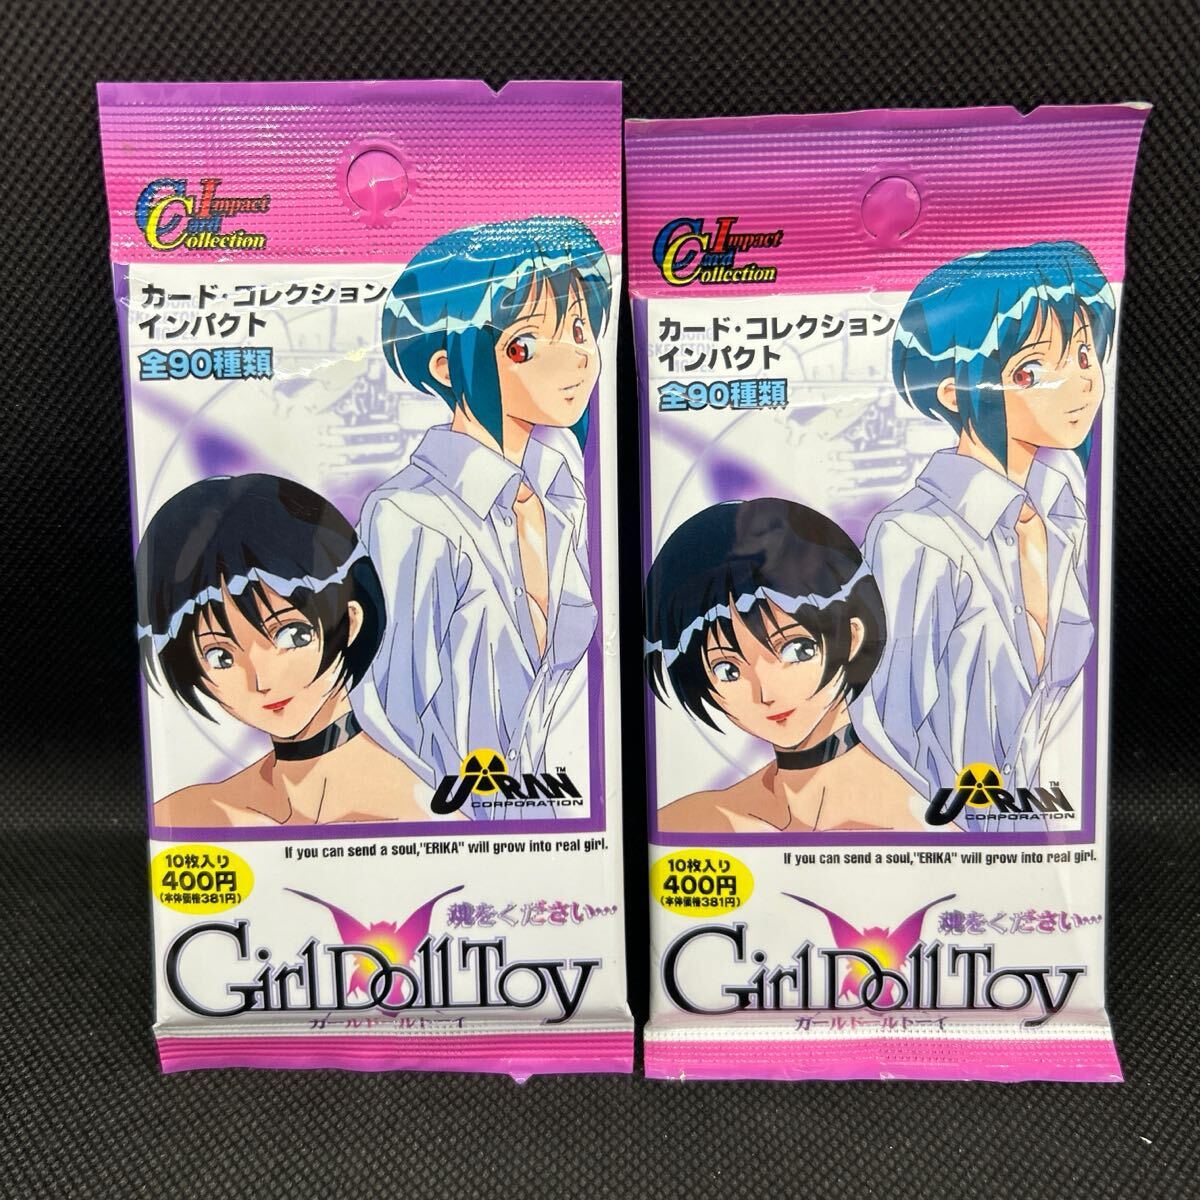 Impact
Card
Collection
カード・コレクション
インパクト
全90種類
URAN™
CORPORATION
If you can send a soul,"ERIKA" will grow into real girl.
10枚入り
400円
(本体価格381円)
魂をください…
Girl Doll Toy
ガールドールトーイ
Impact
Card
Collection
カード・コレクション
インパクト
全90種類
URAN™
CORPORATION
If you can send a soul,"ERIKA" will grow into real girl.
10枚入り
400円
(本体価格381円)
魂をください…
Girl Doll Toy
ガールドールトーイ